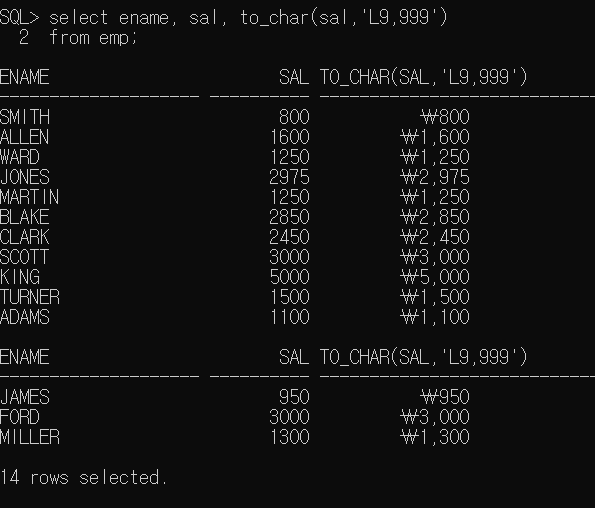 SQL> select ename, sal, to_char(sal,'L9,999')
  2  from emp;
ENAME                       SAL TO_CHAR(SAL,'L9,999')
-------------------- ---------- ----------------------------
SMITH                       800           ₩800
ALLEN                      1600         ₩1,600
WARD                       1250         ₩1,250
JONES                      2975         ₩2,975
MARTIN                     1250         ₩1,250
BLAKE                      2850         ₩2,850
CLARK                      2450         ₩2,450
SCOTT                      3000         ₩3,000
KING                       5000         ₩5,000
TURNER                     1500         ₩1,500
ADAMS                      1100         ₩1,100
ENAME                       SAL TO_CHAR(SAL,'L9,999')
-------------------- ---------- ----------------------------
JAMES                       950           ₩950
FORD                       3000         ₩3,000
MILLER                     1300         ₩1,300
14 rows selected.